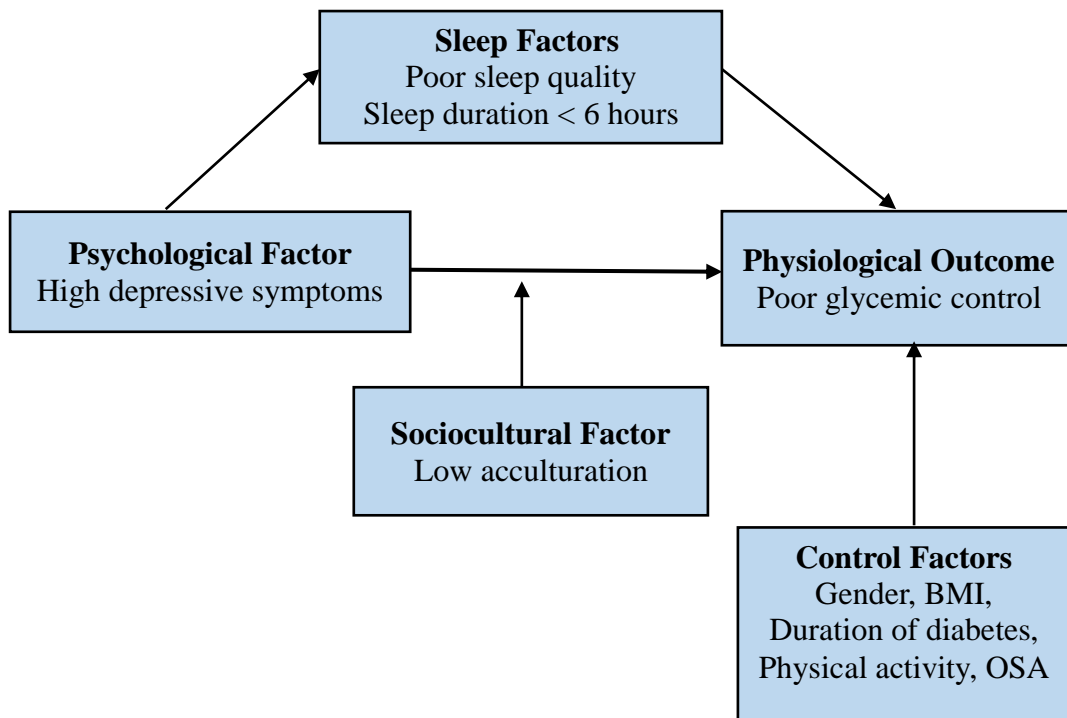 Sleep Factors
Poor sleep quality
Sleep duration < 6 hours
Psychological Factor
High depressive symptoms
Physiological Outcome
Poor glycemic control
Sociocultural Factor
Low acculturation
Control Factors
Gender, BMI,
Duration of diabetes,
Physical activity, OSA